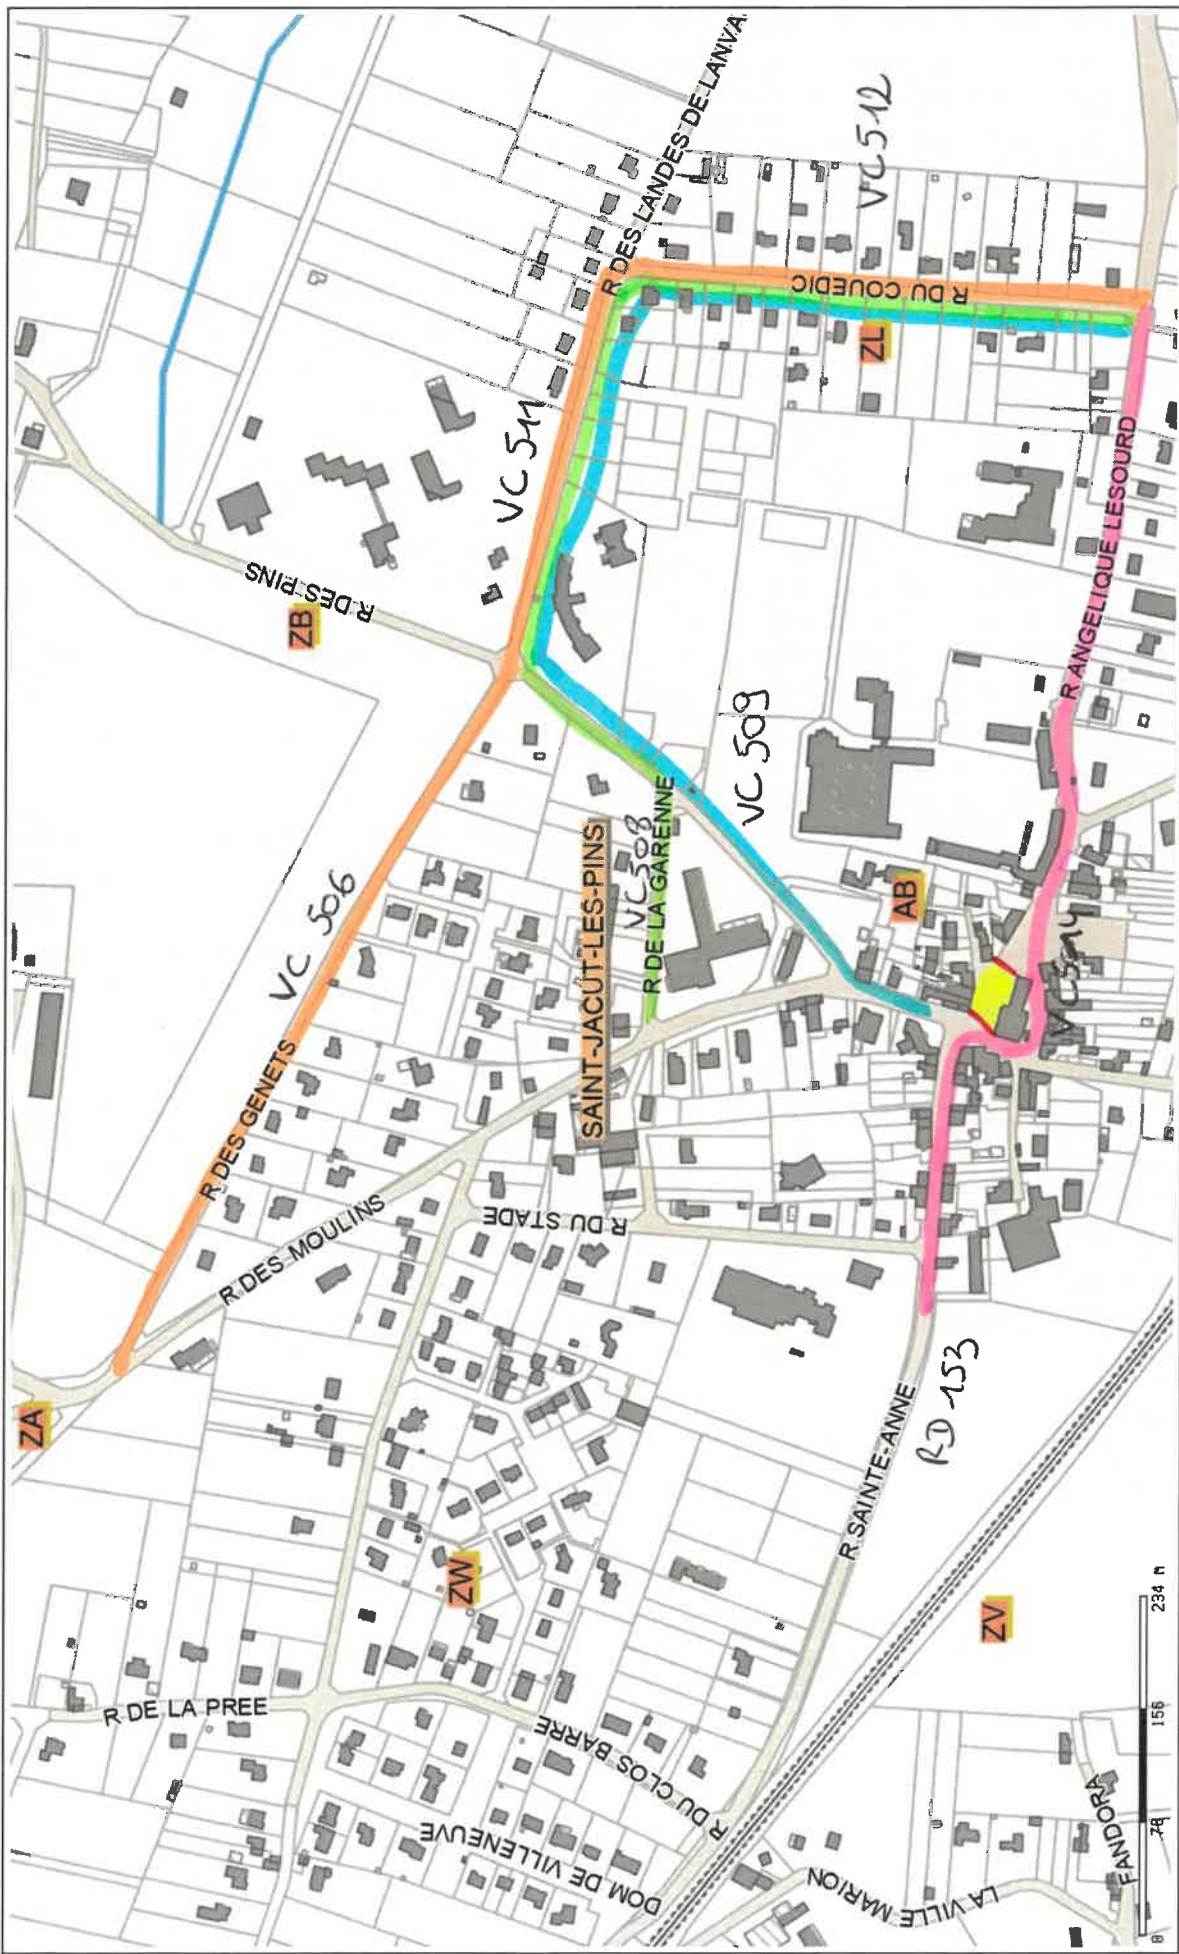 ZA
ZB
R DES PINS
VC 511
R DES LANDES DE LANVA
VC 512
R DU COUEDIC
ZL
R DES GENETS
VC 506
R DES MOULINS
SAINT-JACUT-LES-PINS
VC 508
R DE LA GARENNE
VC 509
AB
R ANGELIQUE LESOURD
VC 514
R DU STADE
R SAINTE-ANNE
RD 153
ZW
R DE LA PREE
R DU CLOS BARRE
DOM DE VILLENEUVE
ZV
LA VILLE MARION
FANDORA
0 78 156 234 m